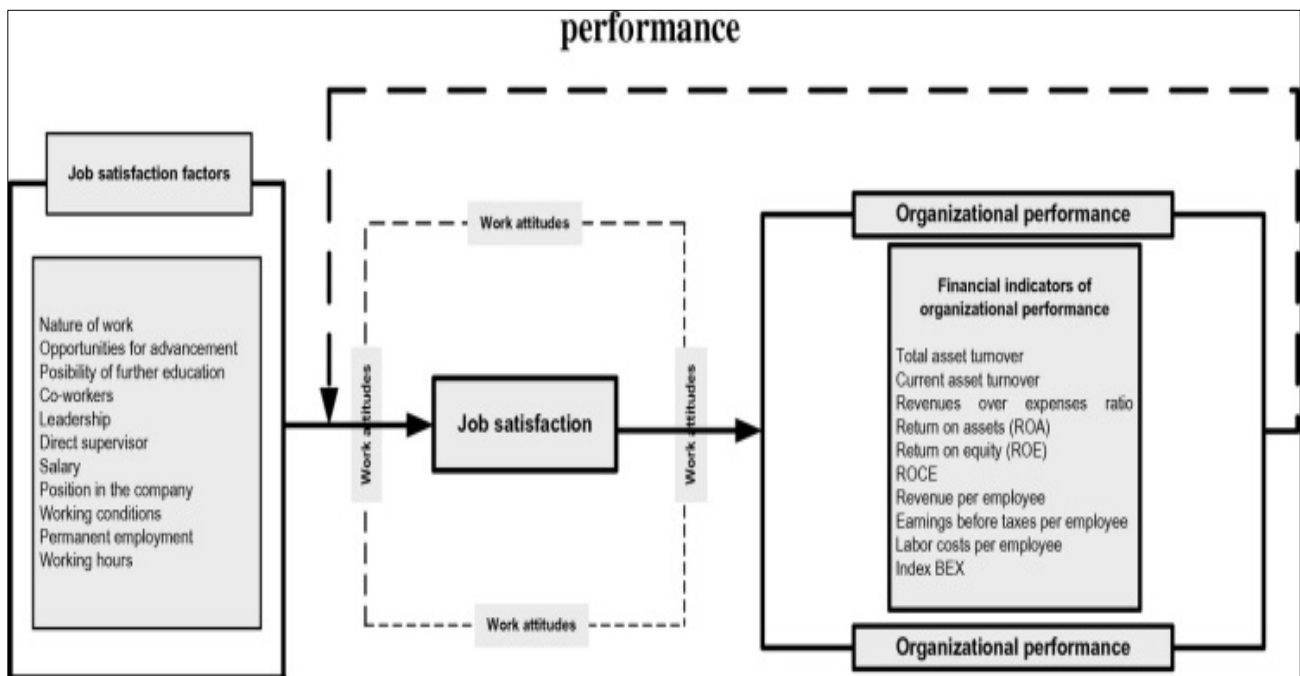 performance
Job satisfaction factors
Nature of work
Opportunities for advancement
Posibility of further education
Co-workers
Leadership
Direct supervisor
Salary
Position in the company
Working conditions
Permanent employment
Working hours
Work attitudes
Work attitudes
Job satisfaction
Work attitudes
Work attitudes
Organizational performance
Financial indicators of
organizational performance
Total asset turnover
Current asset turnover
Revenues over expenses ratio
Return on assets (ROA)
Return on equity (ROE)
ROCE
Revenue per employee
Earnings before taxes per employee
Labor costs per employee
Index BEX
Organizational performance